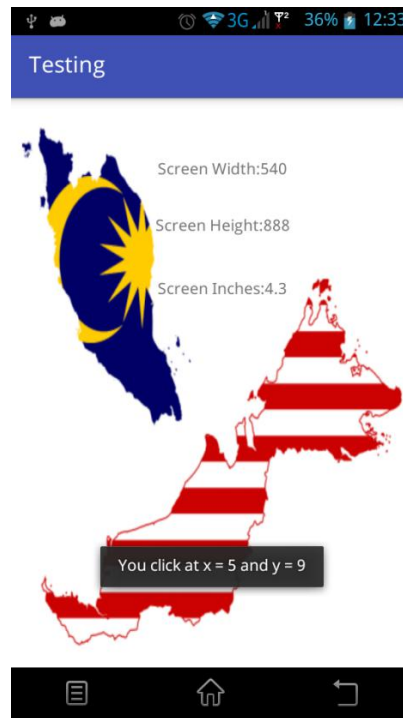 3G 2 36% 12:33
Testing
Screen Width:540
Screen Height:888
Screen Inches:4.3
You click at x = 5 and y = 9